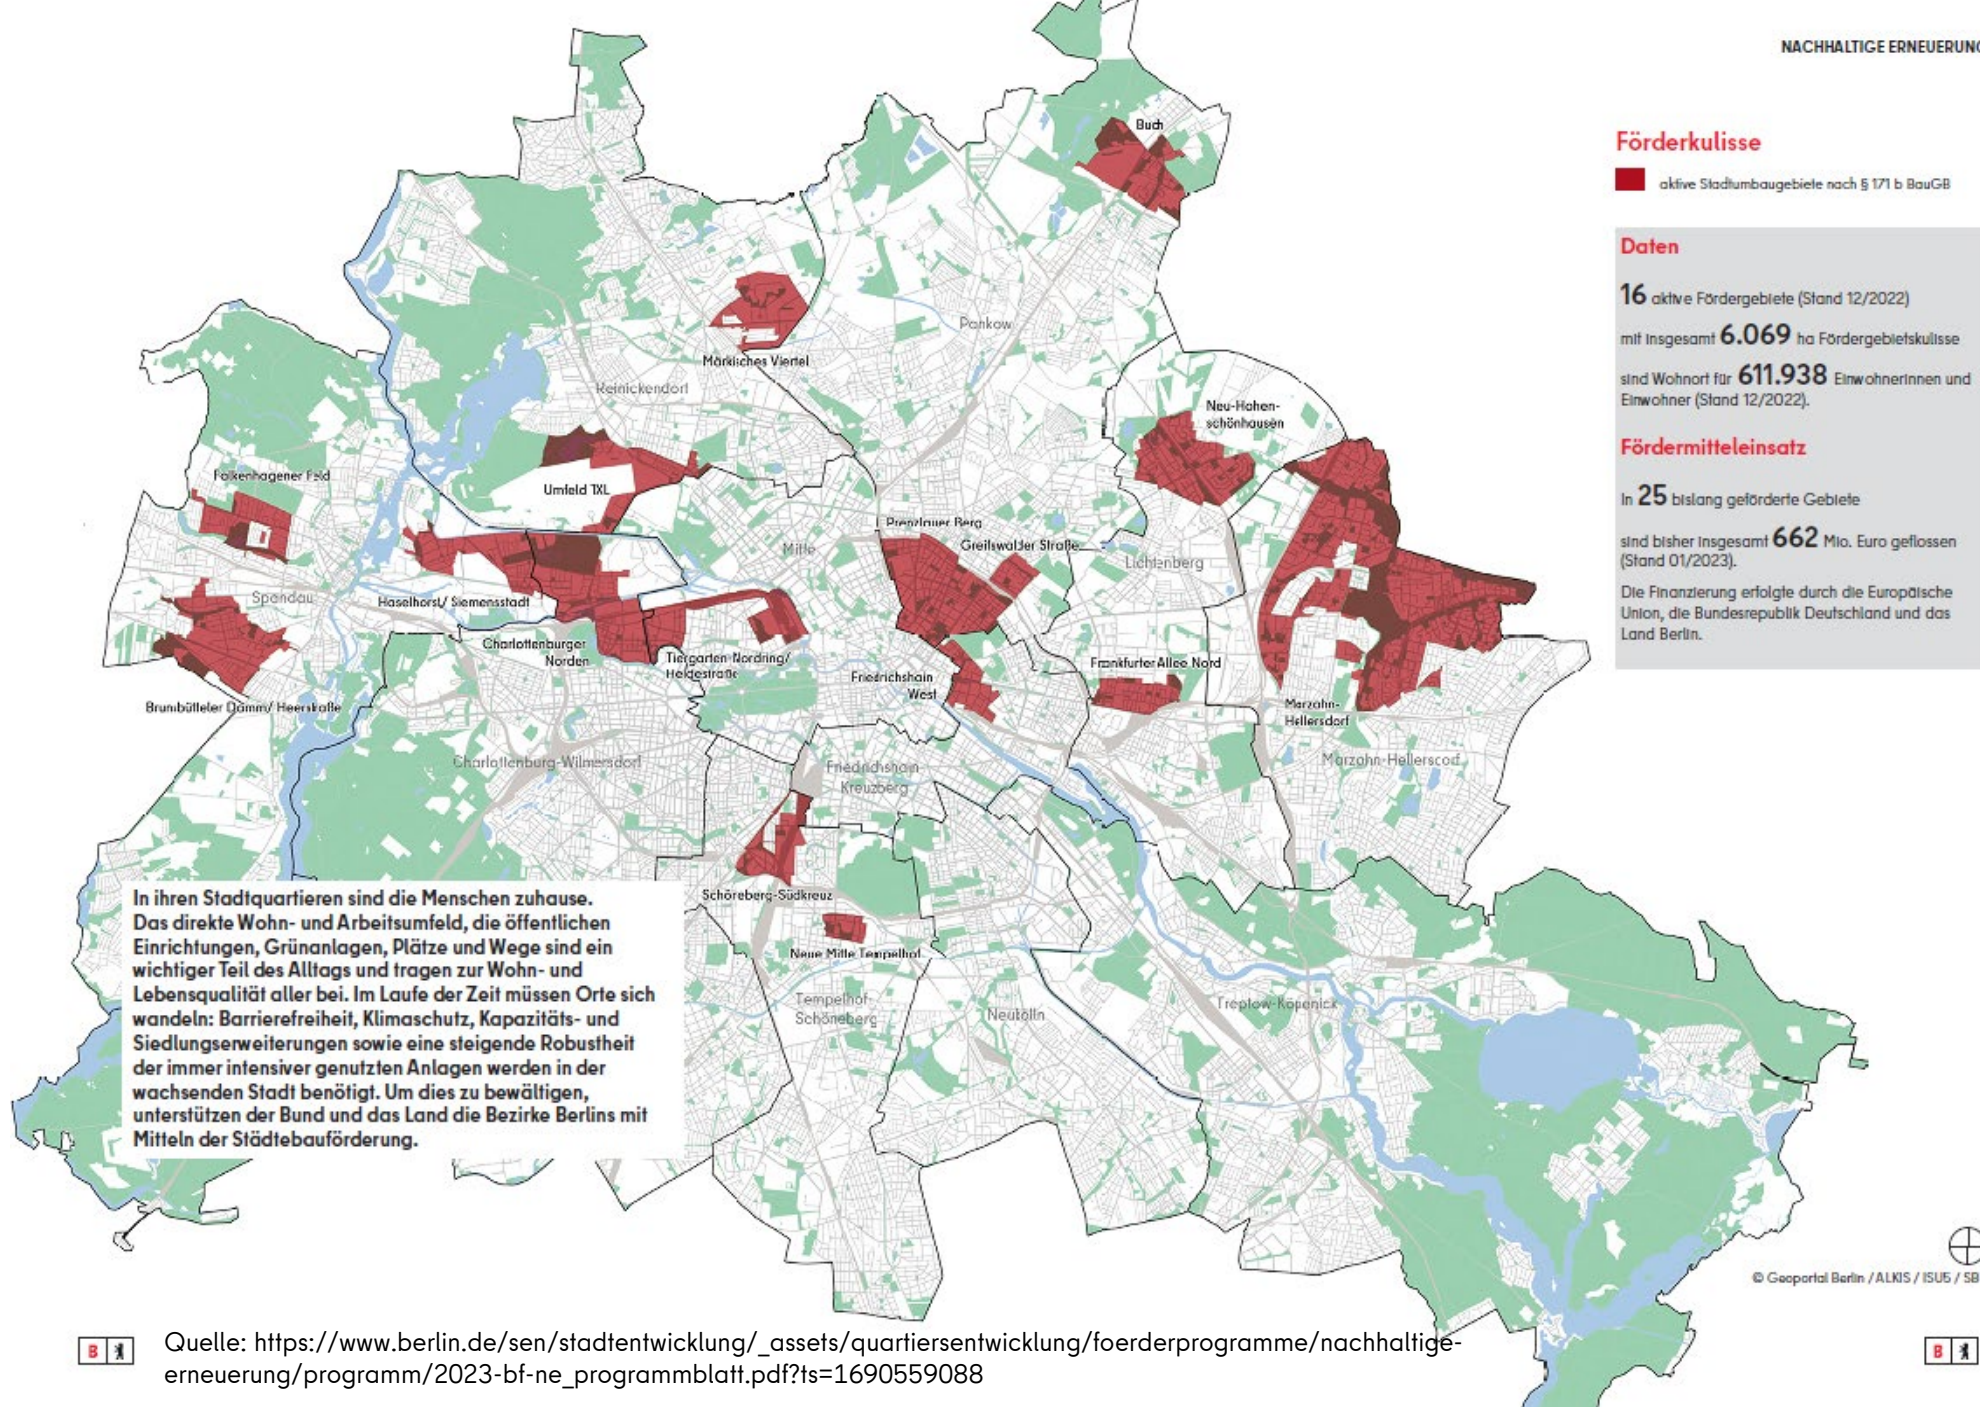 NACHHALTIGE ERNEUERUNG
Förderkulisse
aktive Stadtumbaugebiete nach § 171 b BauGB
Daten
16 aktive Fördergebiete (Stand 12/2022)
mit insgesamt 6.069 ha Fördergebietskulisse
sind Wohnort für 611.938 Einwohnerinnen und
Einwohner (Stand 12/2022).
Fördermitteleinsatz
In 25 bislang geförderte Gebiete
sind bisher insgesamt 662 Mio. Euro geflossen
(Stand 01/2023).
Die Finanzierung erfolgte durch die Europäische
Union, die Bundesrepublik Deutschland und das
Land Berlin.
Buch
Pankow
Märkisches Viertel
Reinickendorf
Neu-Hohen-
schönhausen
Falkenhagener Feld
Umfeld TXL
Prenzlauer Berg
Greifswalder Straße
Mitte
Lichtenberg
Spandau
Haselhorst/ Siemensstadt
Charlottenburger
Norden
Tiergarten-Nordring/
Heidestraße
Friedrichshain
West
Frankfurter Allee Nord
Brunsbütteler Damm/ Heerstraße
Marzahn-
Hellersdorf
Charlottenburg-Wilmersdorf
Friedrichshain
Kreuzberg
Marzahn-Hellersdorf
Schöneberg-Südkreuz
Neue Mitte Tempelhof
Tempelhof-
Schöneberg
Neukölln
Treptow-Köpenick
In ihren Stadtquartieren sind die Menschen zuhause.
Das direkte Wohn- und Arbeitsumfeld, die öffentlichen
Einrichtungen, Grünanlagen, Plätze und Wege sind ein
wichtiger Teil des Alltags und tragen zur Wohn- und
Lebensqualität aller bei. Im Laufe der Zeit müssen Orte sich
wandeln: Barrierefreiheit, Klimaschutz, Kapazitäts- und
Siedlungserweiterungen sowie eine steigende Robustheit
der immer intensiver genutzten Anlagen werden in der
wachsenden Stadt benötigt. Um dies zu bewältigen,
unterstützen der Bund und das Land die Bezirke Berlins mit
Mitteln der Städtebauförderung.
© Geoportal Berlin / ALKIS / ISU5 / SB
B
Quelle: https://www.berlin.de/sen/stadtentwicklung/_assets/quartiersentwicklung/foerderprogramme/nachhaltige-
erneuerung/programm/2023-bf-ne_programmblatt.pdf?ts=1690559088
B